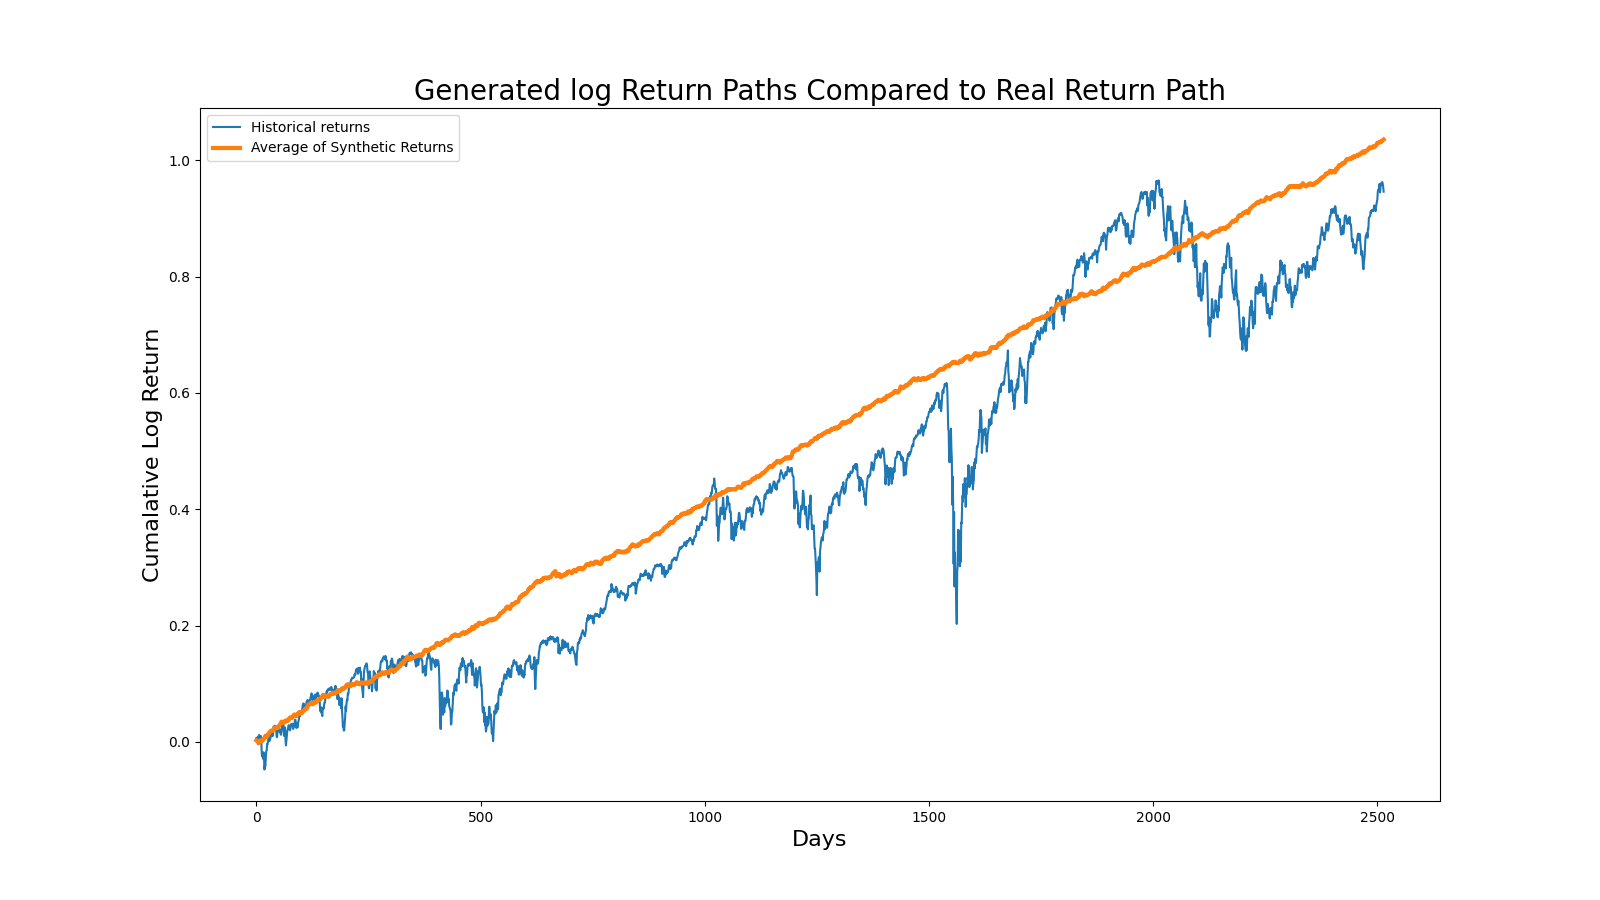 Generated log Return Paths Compared to Real Return Path
Historical returns
Average of Synthetic Returns
Cumalative Log Return
1.0
0.8
0.6
0.4
0.2
0.0
0
500
1000
1500
2000
2500
Days